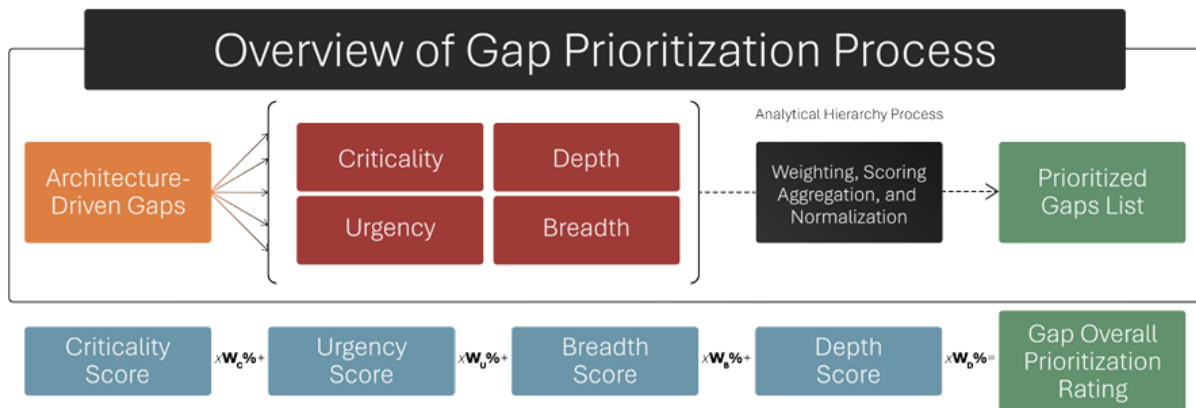 Overview of Gap Prioritization Process
Analytical Hierarchy Process
Architecture-
Driven Gaps
Criticality
Depth
Urgency
Breadth
Weighting, Scoring
Aggregation, and
Normalization
Prioritized
Gaps List
Criticality
Score
xWC%+
Urgency
Score
xWU%+
Breadth
Score
xWB%+
Depth
Score
xWD%=
Gap Overall
Prioritization
Rating